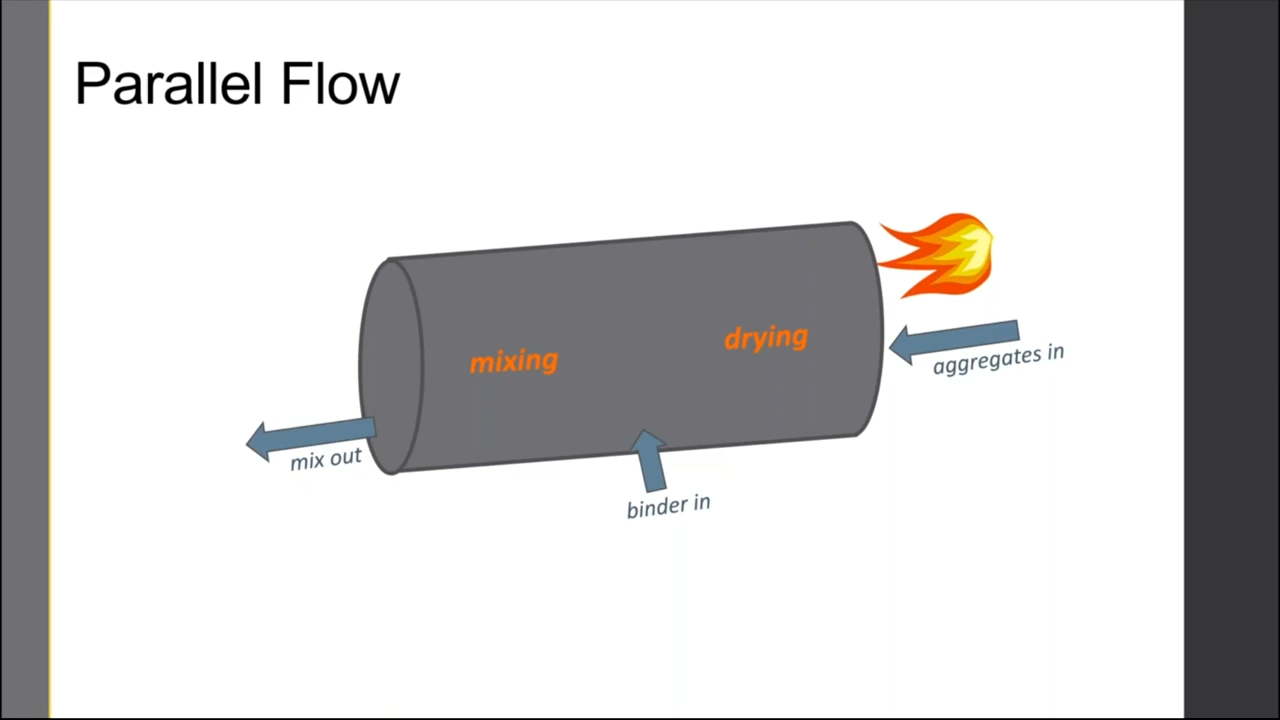 Parallel Flow
drying
mixing
aggregates in
mix out
binder in